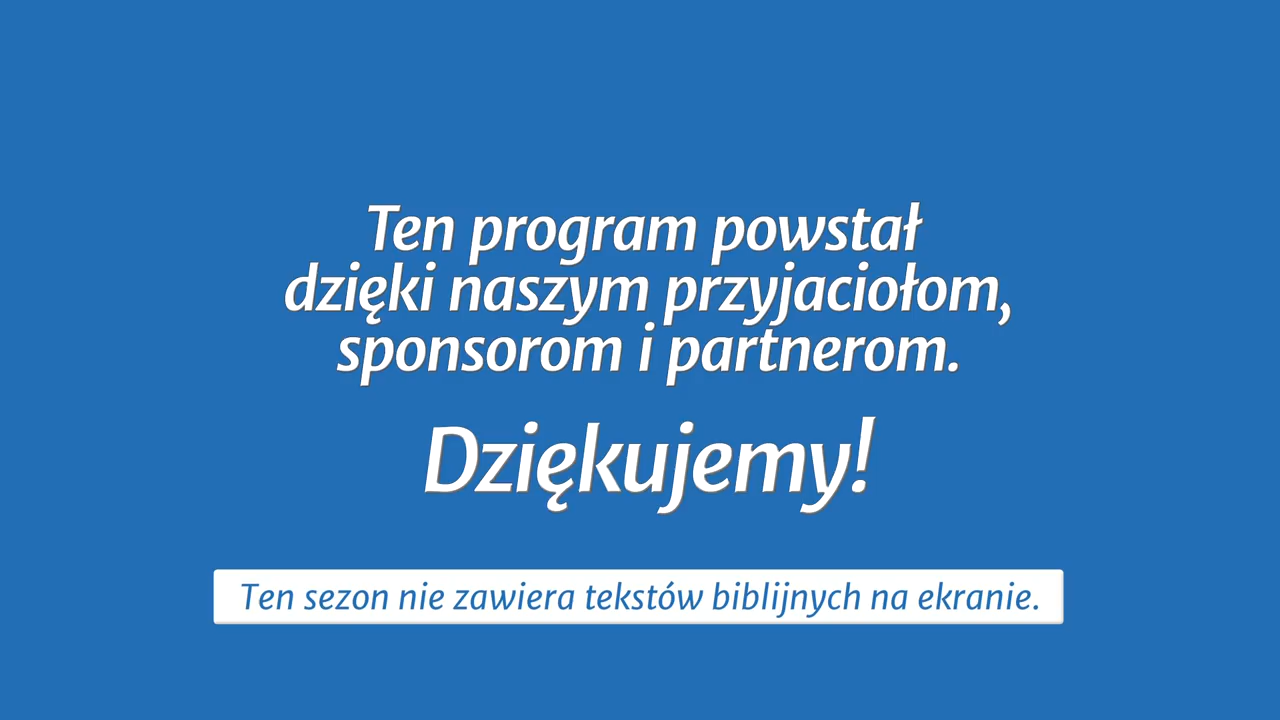 Ten program powstał
dzięki naszym przyjaciołom,
sponsorom i partnerom.
Dziękujemy!
Ten sezon nie zawiera tekstów biblijnych na ekranie.